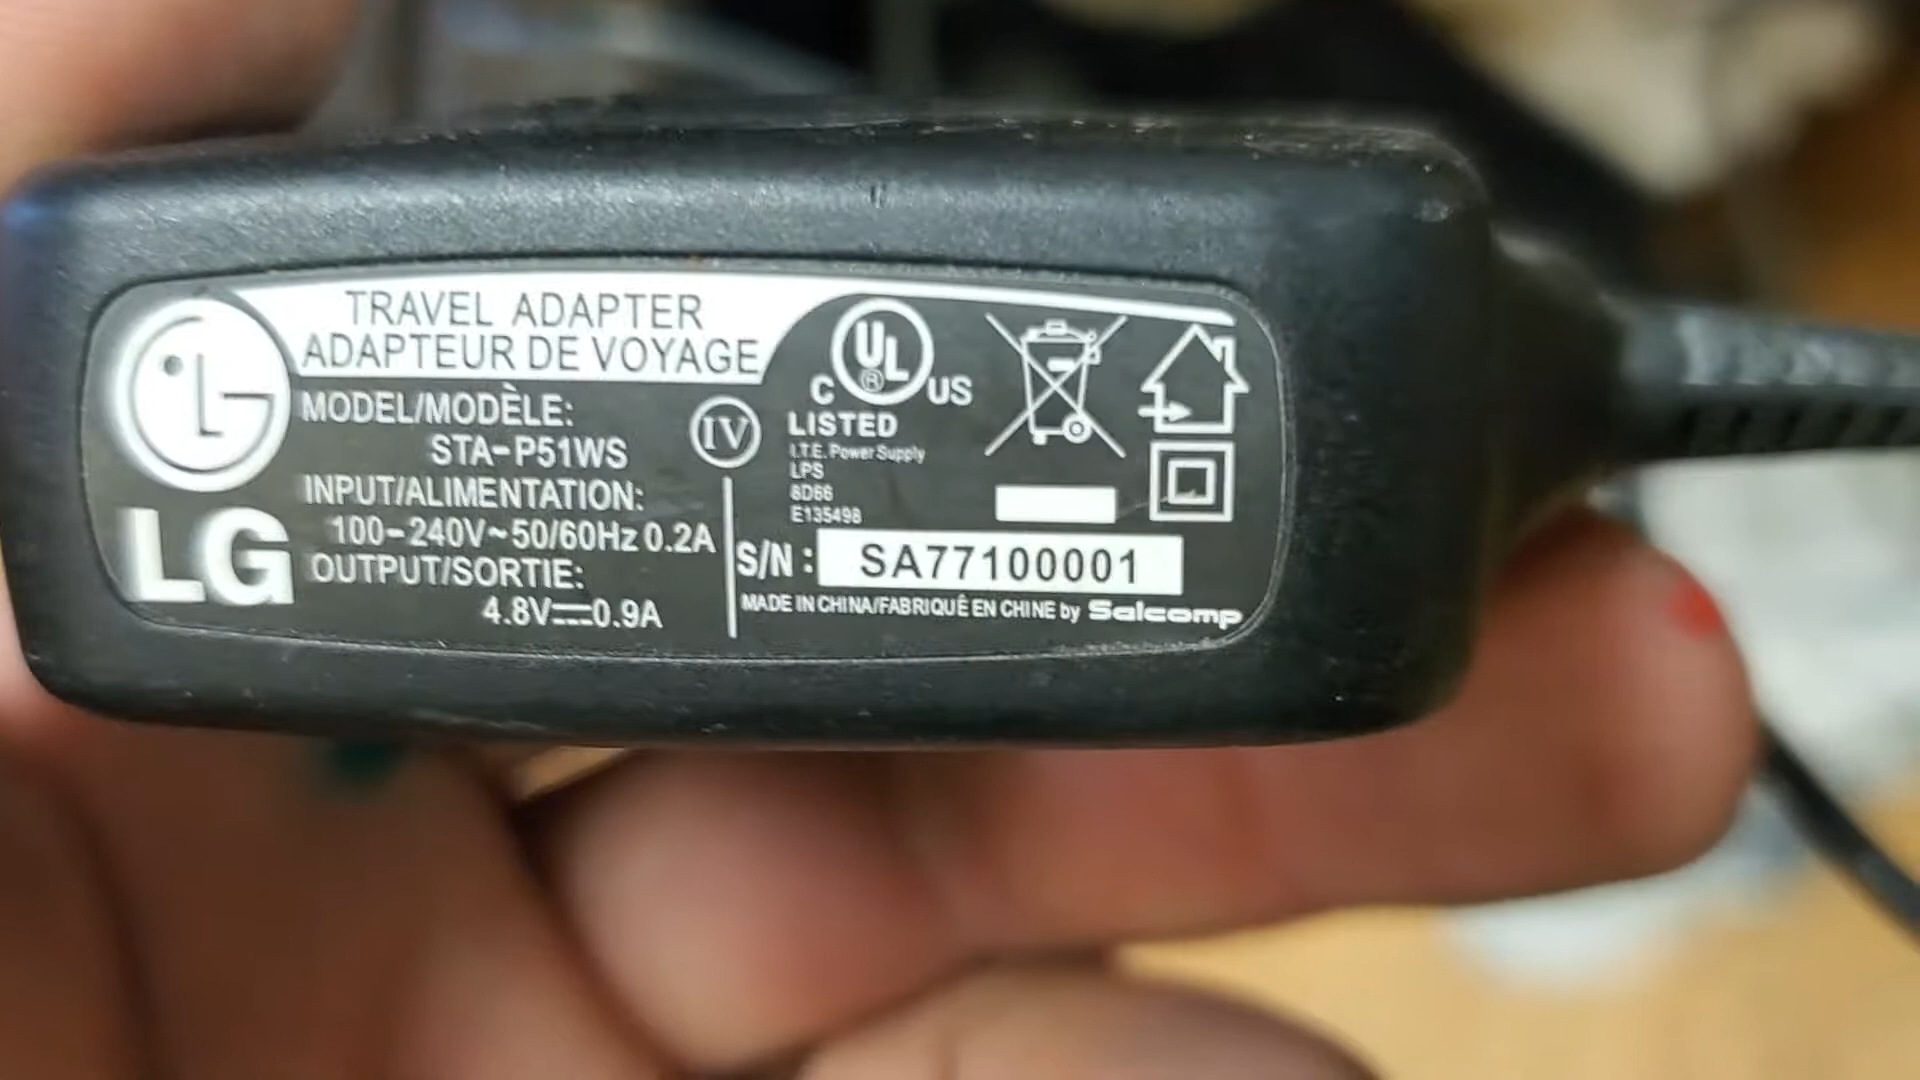 TRAVEL ADAPTER
ADAPTEUR DE VOYAGE
LG
LG
MODEL/MODÈLE:
STA-P51WS
INPUT/ALIMENTATION:
100-240V~50/60Hz 0.2A
OUTPUT/SORTIE:
4.8V⎓0.9A
IV
C UL® US
LISTED
I.T.E. Power Supply
LPS
8D66
E135498
S/N : SA77100001
MADE IN CHINA/FABRIQUÊ EN CHINE by Salcomp